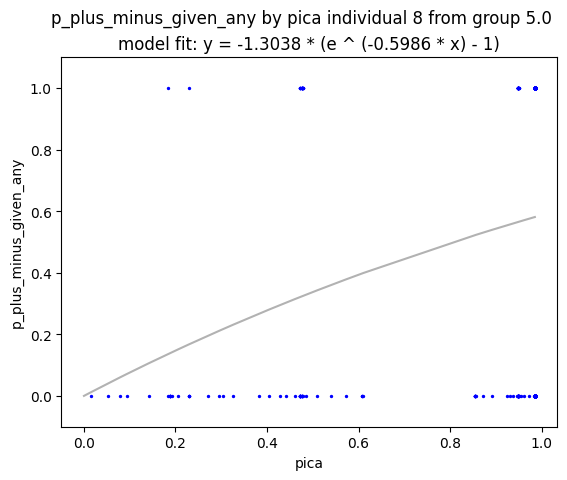 p_plus_minus_given_any by pica individual 8 from group 5.0
model fit: y = -1.3038 * (e ^ (-0.5986 * x) - 1)
1.0
0.8
0.6
0.4
0.2
0.0
p_plus_minus_given_any
0.0 0.2 0.4 0.6 0.8 1.0
pica